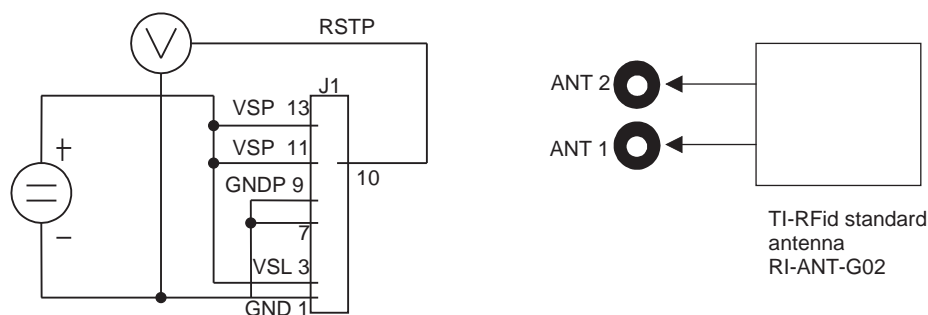 RSTP
V
J1
VSP 13
VSP 11
10
GNDP 9
7
VSL 3
GND 1
+
−
ANT 2
ANT 1
TI-RFid standard
antenna
RI-ANT-G02